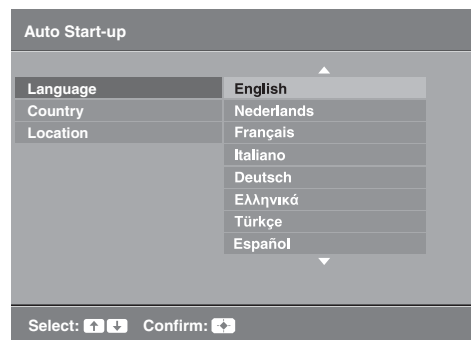 Auto Start-up
Language
Country
Location
English
Nederlands
Français
Italiano
Deutsch
Ελληνικά
Türkçe
Español
Select: Confirm: